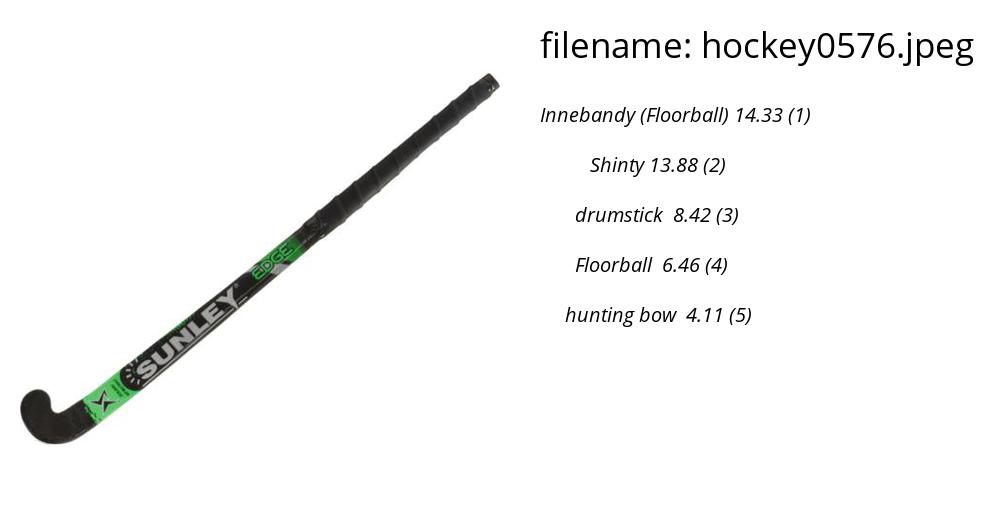 filename: hockey0576.jpeg
Innebandy (Floorball) 14.33 (1)
Shinty 13.88 (2)
drumstick 8.42 (3)
Floorball 6.46 (4)
hunting bow 4.11 (5)
EDGE
SUNLEY